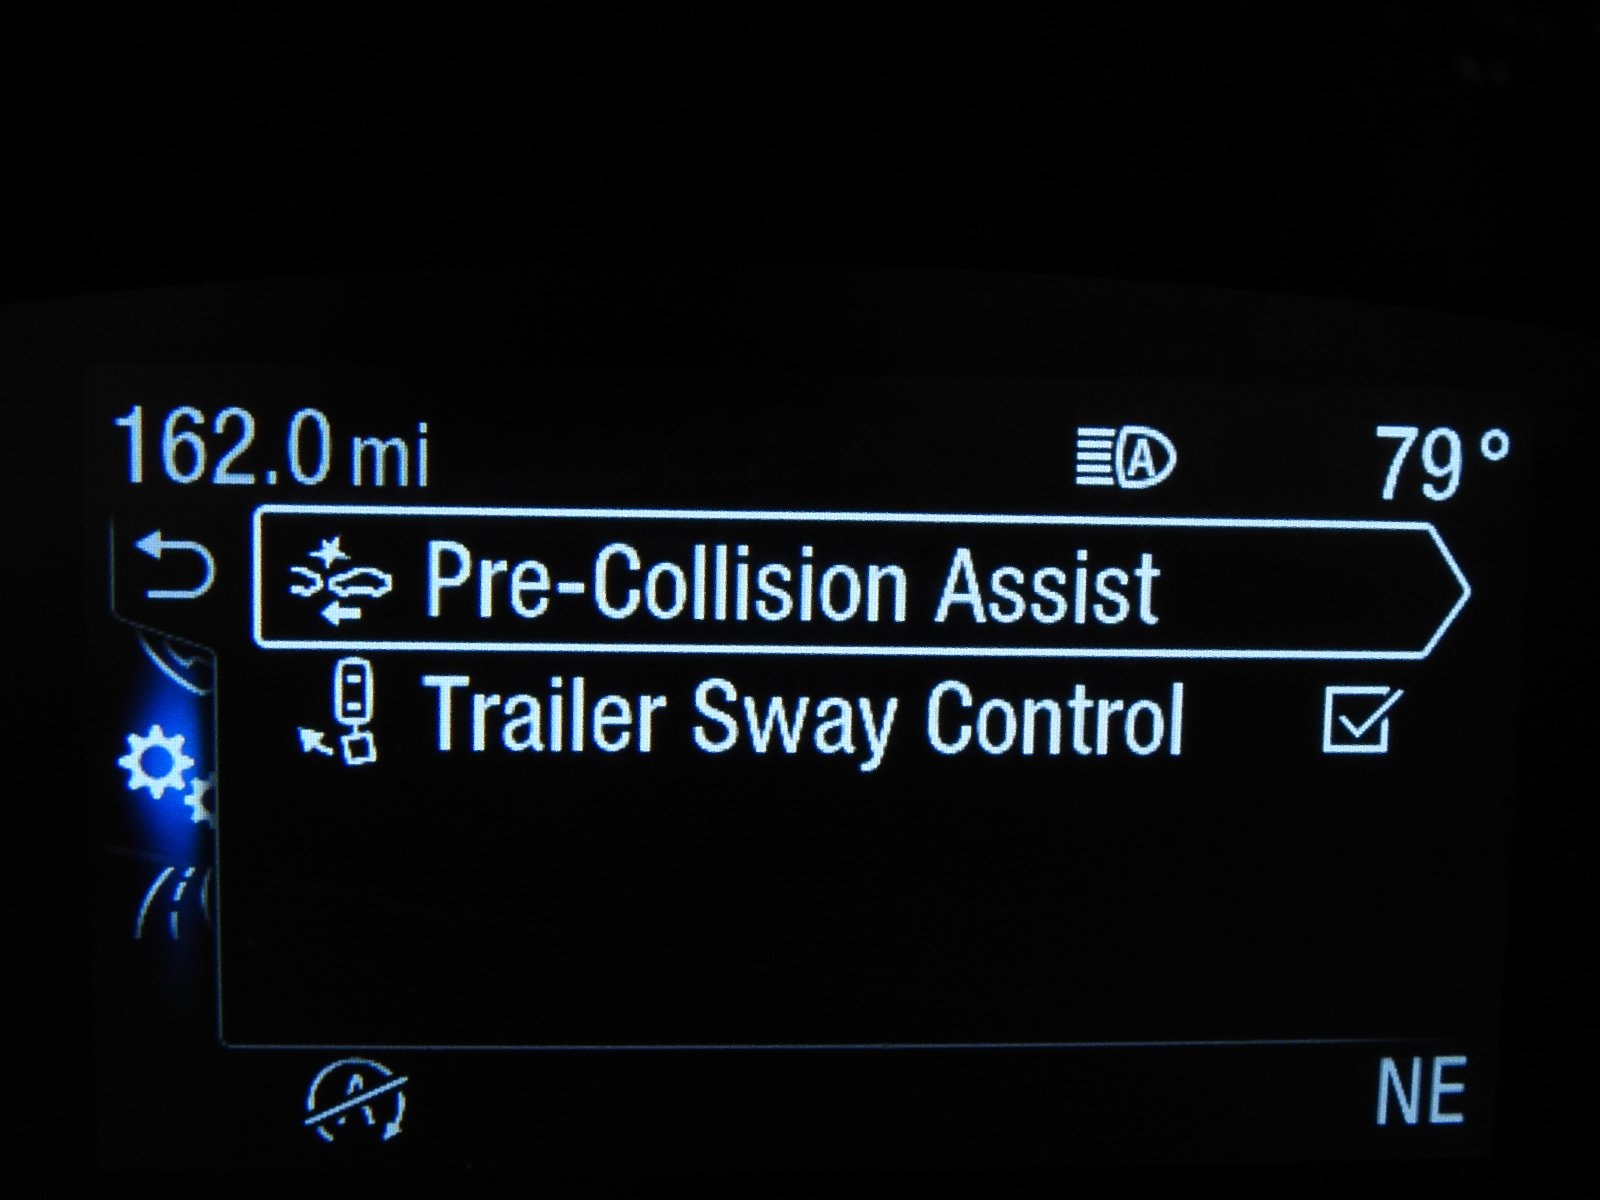 162.0 mi A 79°
Pre-Collision Assist
Trailer Sway Control
A NE